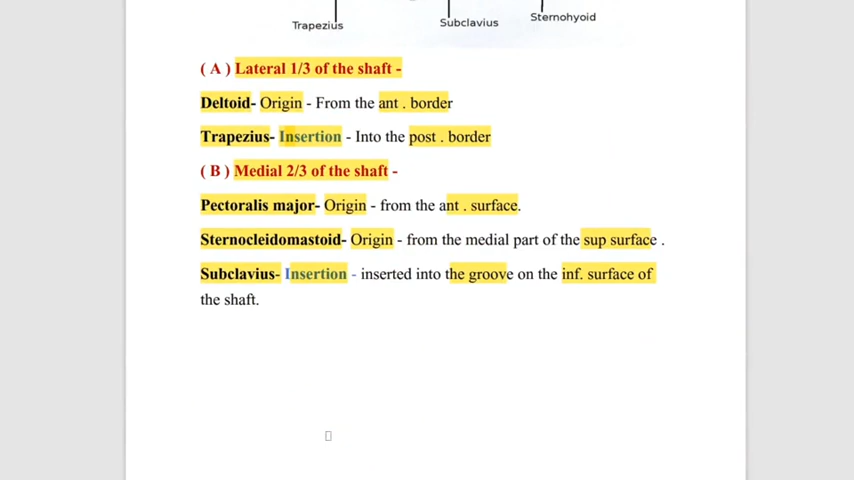 Trapezius
Subclavius
Sternohyoid
( A ) Lateral 1/3 of the shaft -
Deltoid- Origin - From the ant . border
Trapezius- Insertion - Into the post . border
( B ) Medial 2/3 of the shaft -
Pectoralis major- Origin - from the ant . surface.
Sternocleidomastoid- Origin - from the medial part of the sup surface .
Subclavius- Insertion - inserted into the groove on the inf. surface of
the shaft.